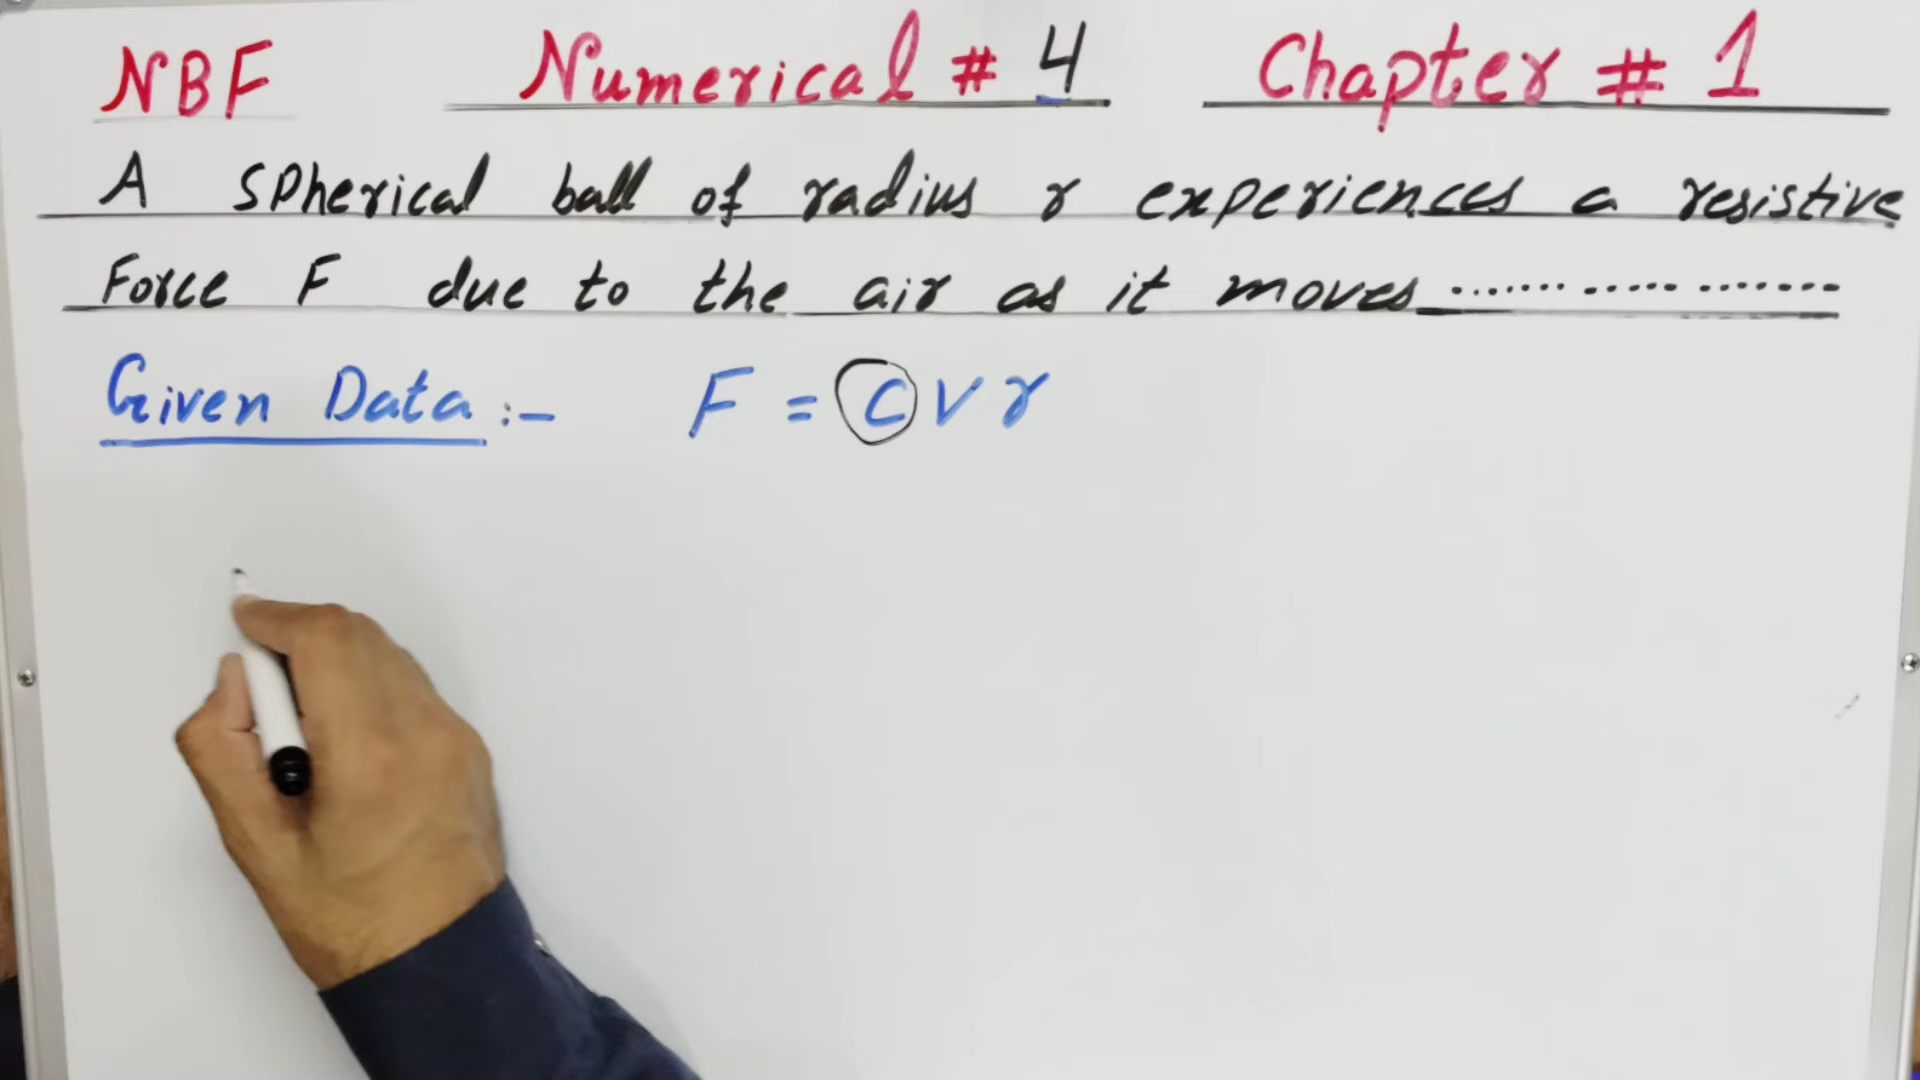 NBF Numerical # 4 Chapter # 1
A spherical ball of radius r experiences a resistive
Force F due to the air as it moves....................
Given Data:- F = C V r